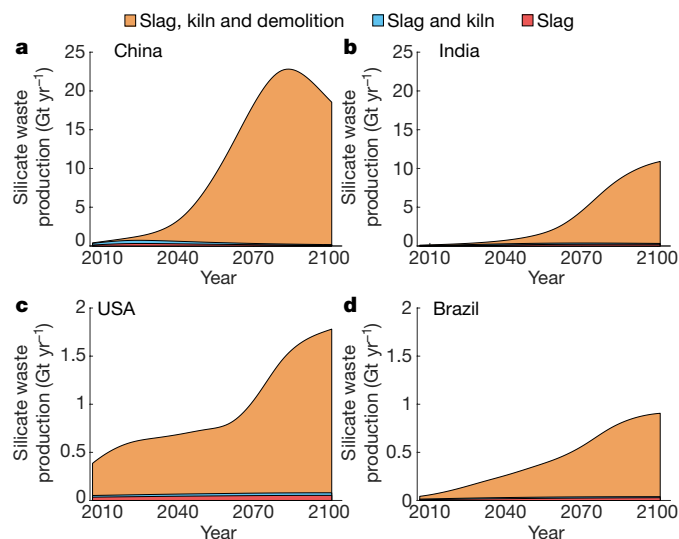 Slag, kiln and demolition Slag and kiln Slag
a China
Silicate waste
production (Gt yr–1)
25
20
15
10
5
0
2010 2040 2070 2100
Year
b India
Silicate waste
production (Gt yr–1)
25
20
15
10
5
0
2010 2040 2070 2100
Year
c USA
Silicate waste
production (Gt yr–1)
2
1.5
1
0.5
0
2010 2040 2070 2100
Year
d Brazil
Silicate waste
production (Gt yr–1)
2
1.5
1
0.5
0
2010 2040 2070 2100
Year